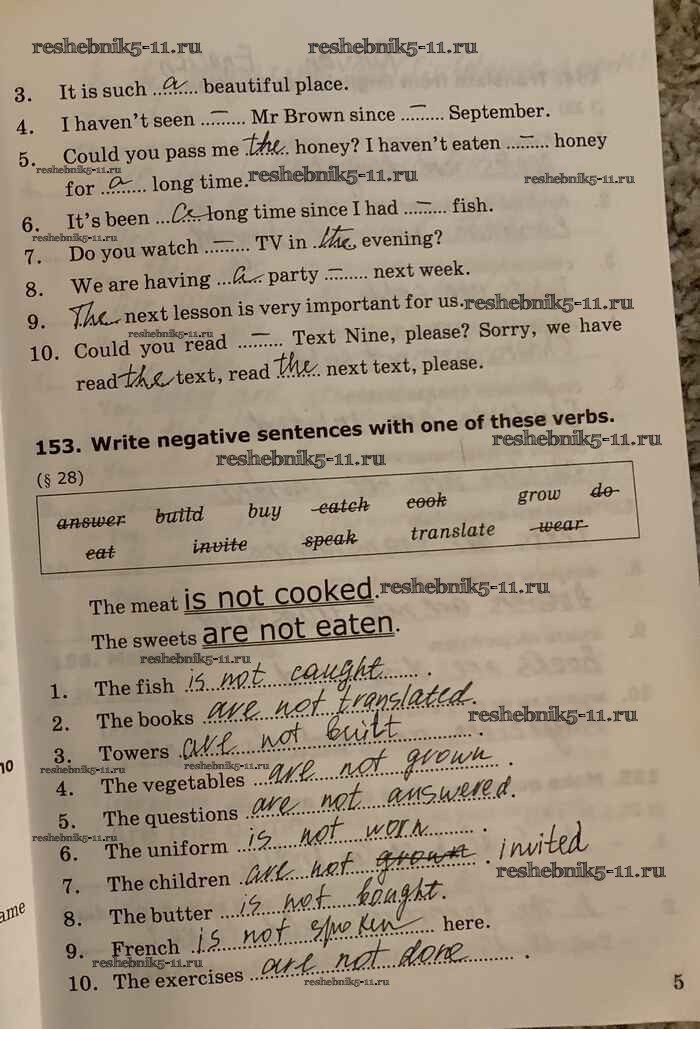 reshebnik5-11.ru reshebnik5-11.ru
3. It is such ..a..... beautiful place.
4. I haven't seen ...–... Mr Brown since ...–... September.
5. Could you pass me .the.. honey? I haven't eaten ...–... honey
reshebnik5-11.ru
for ..a.... long time. reshebnik5-11.ru reshebnik5-11.ru
6. It's been ...a... long time since I had ...–... fish.
reshebnik5-11.ru
7. Do you watch ...–... TV in .the. evening?
8. We are having ...a.. party ...–... next week.
9. The next lesson is very important for us. reshebnik5-11.ru
reshebnik5-11.ru
10. Could you read ...–... Text Nine, please? Sorry, we have
read the text, read .the... next text, please.
153. Write negative sentences with one of these verbs.
reshebnik5-11.ru
(§ 28) reshebnik5-11.ru
answer build buy catch cook grow do
eat invite speak translate wear
The meat is not cooked. reshebnik5-11.ru
The sweets are not eaten.
reshebnik5-11.ru
1. The fish is not caught.
2. The books are not translated.
reshebnik5-11.ru
3. Towers are not built.
reshebnik5-11.ru reshebnik5-11.ru
4. The vegetables are not grown.
5. The questions are not answered.
reshebnik5-11.ru
6. The uniform is not worn.
7. The children are not grown. invited
reshebnik5-11.ru
8. The butter is not bought.
9. French is not spoken here.
reshebnik5-11.ru
10. The exercises are not done.
reshebnik5-11.ru
5
ame